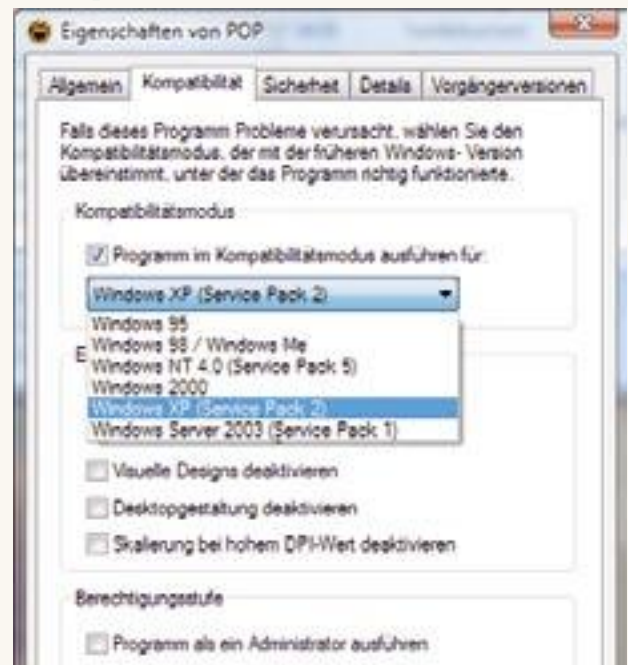 Eigenschaften von POP
Allgemein
Kompatibilität
Sicherheit
Details
Vorgängerversionen
Falls dieses Programm Probleme verursacht, wählen Sie den
Kompatibilitätsmodus, der mit der früheren Windows- Version
übereinstimmt, unter der das Programm richtig funktionierte.
Kompatibilitätsmodus
Programm im Kompatibilitätsmodus ausführen für:
Windows XP (Service Pack 2)
Windows 95
Windows 98 / Windows Me
Windows NT 4.0 (Service Pack 5)
Windows 2000
Windows XP (Service Pack 2)
Windows Server 2003 (Service Pack 1)
Visuelle Designs deaktivieren
Desktopgestaltung deaktivieren
Skalierung bei hohem DPI-Wert deaktivieren
Berechtigungsstufe
Programm als ein Administrator ausführen